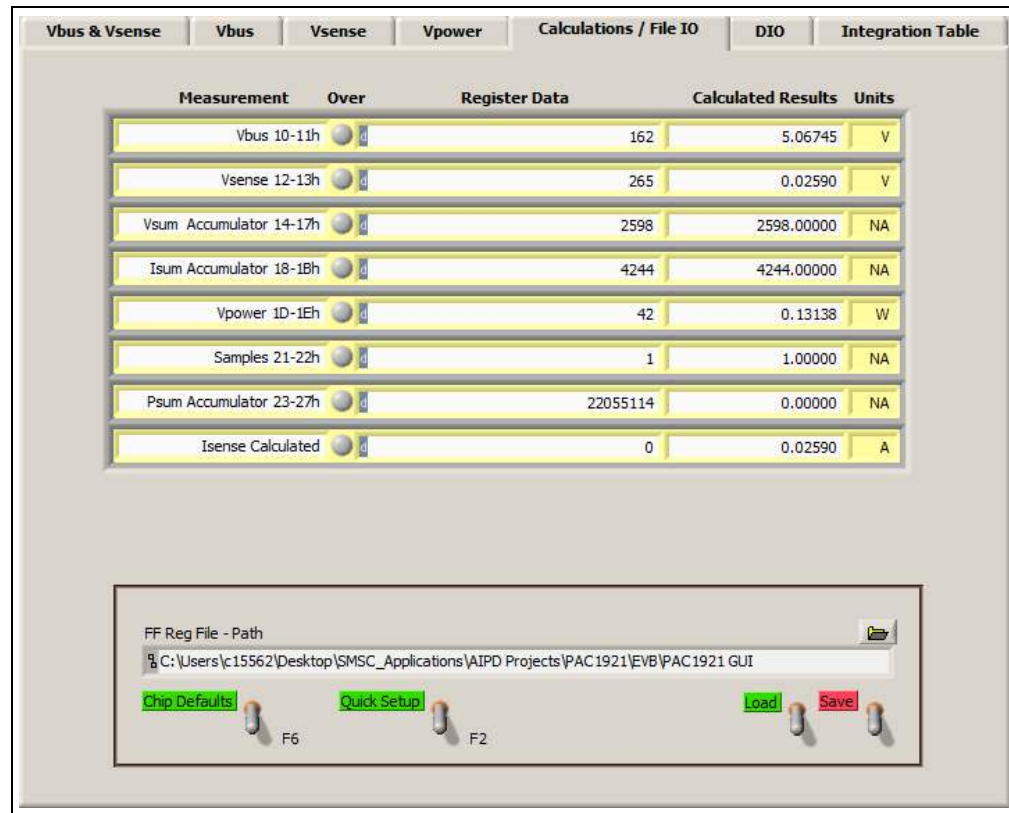 Vbus & Vsense Vbus Vsense Vpower Calculations / File IO DIO Integration Table
Measurement Over Register Data Calculated Results Units
Vbus 10-11h d 162 5.06745 V
Vsense 12-13h d 265 0.02590 V
Vsum Accumulator 14-17h d 2598 2598.00000 NA
Isum Accumulator 18-1Bh d 4244 4244.00000 NA
Vpower 1D-1Eh d 42 0.13138 W
Samples 21-22h d 1 1.00000 NA
Psum Accumulator 23-27h d 22055114 0.00000 NA
Isense Calculated d 0 0.02590 A
FF Reg File - Path
C:\Users\c15562\Desktop\SMSC_Applications\AIPD Projects\PAC1921\EVB\PAC1921 GUI
Chip Defaults Quick Setup Load Save
F6 F2